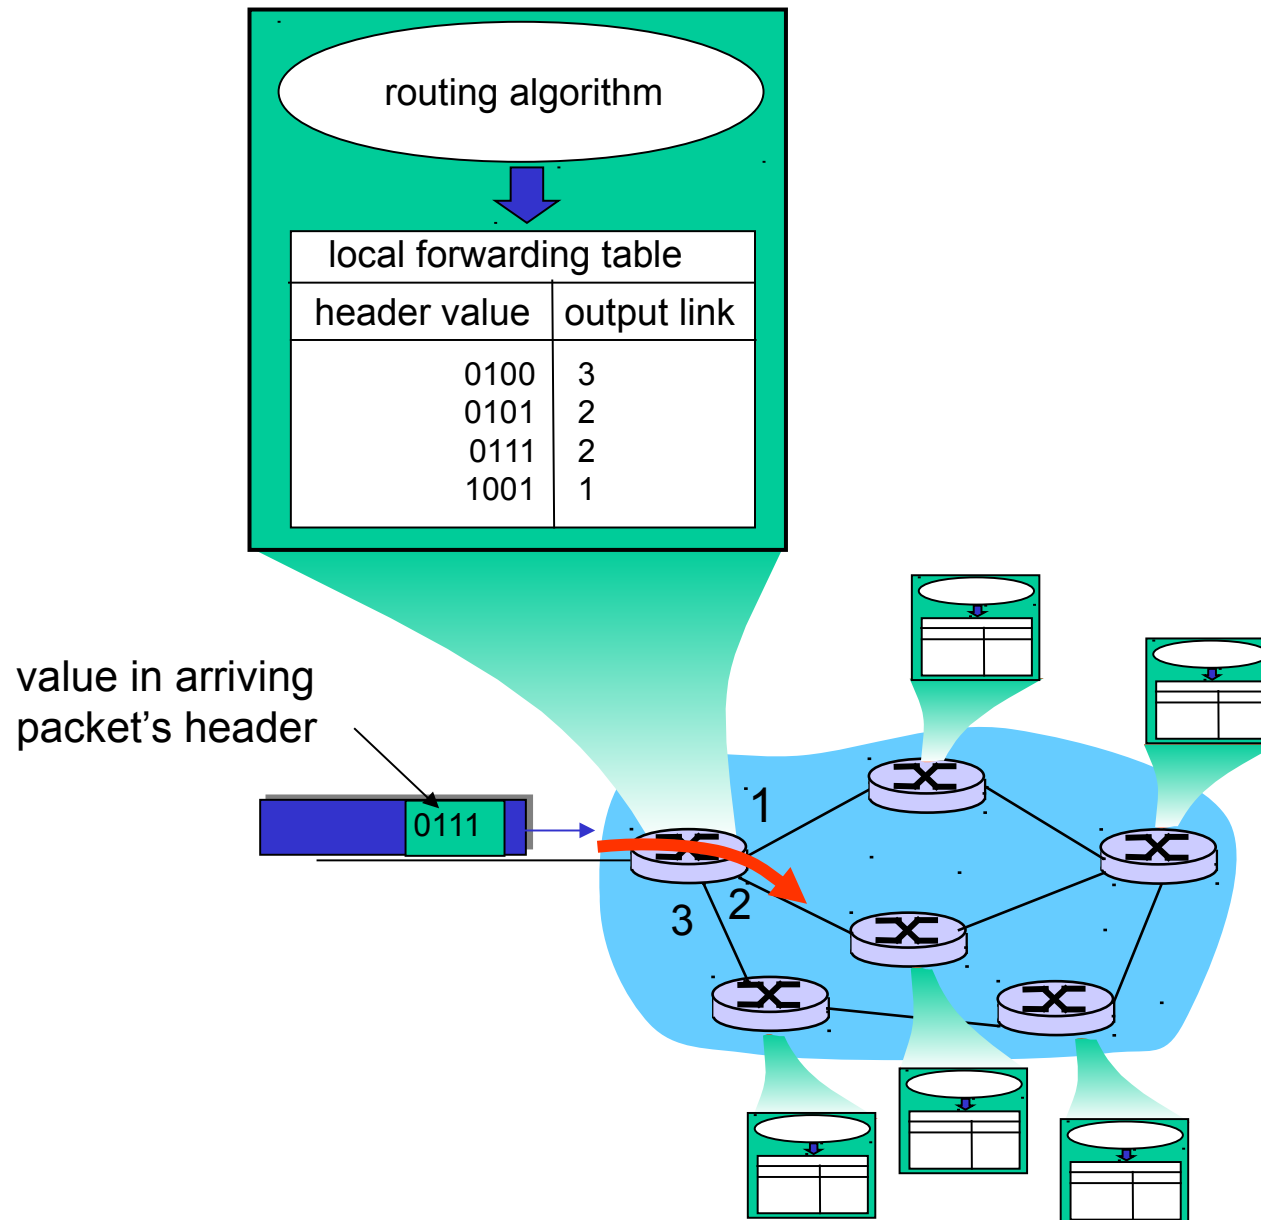 routing algorithm
local forwarding table
header value output link
0100 3
0101 2
0111 2
1001 1
value in arriving
packet's header
0111
1
2
3